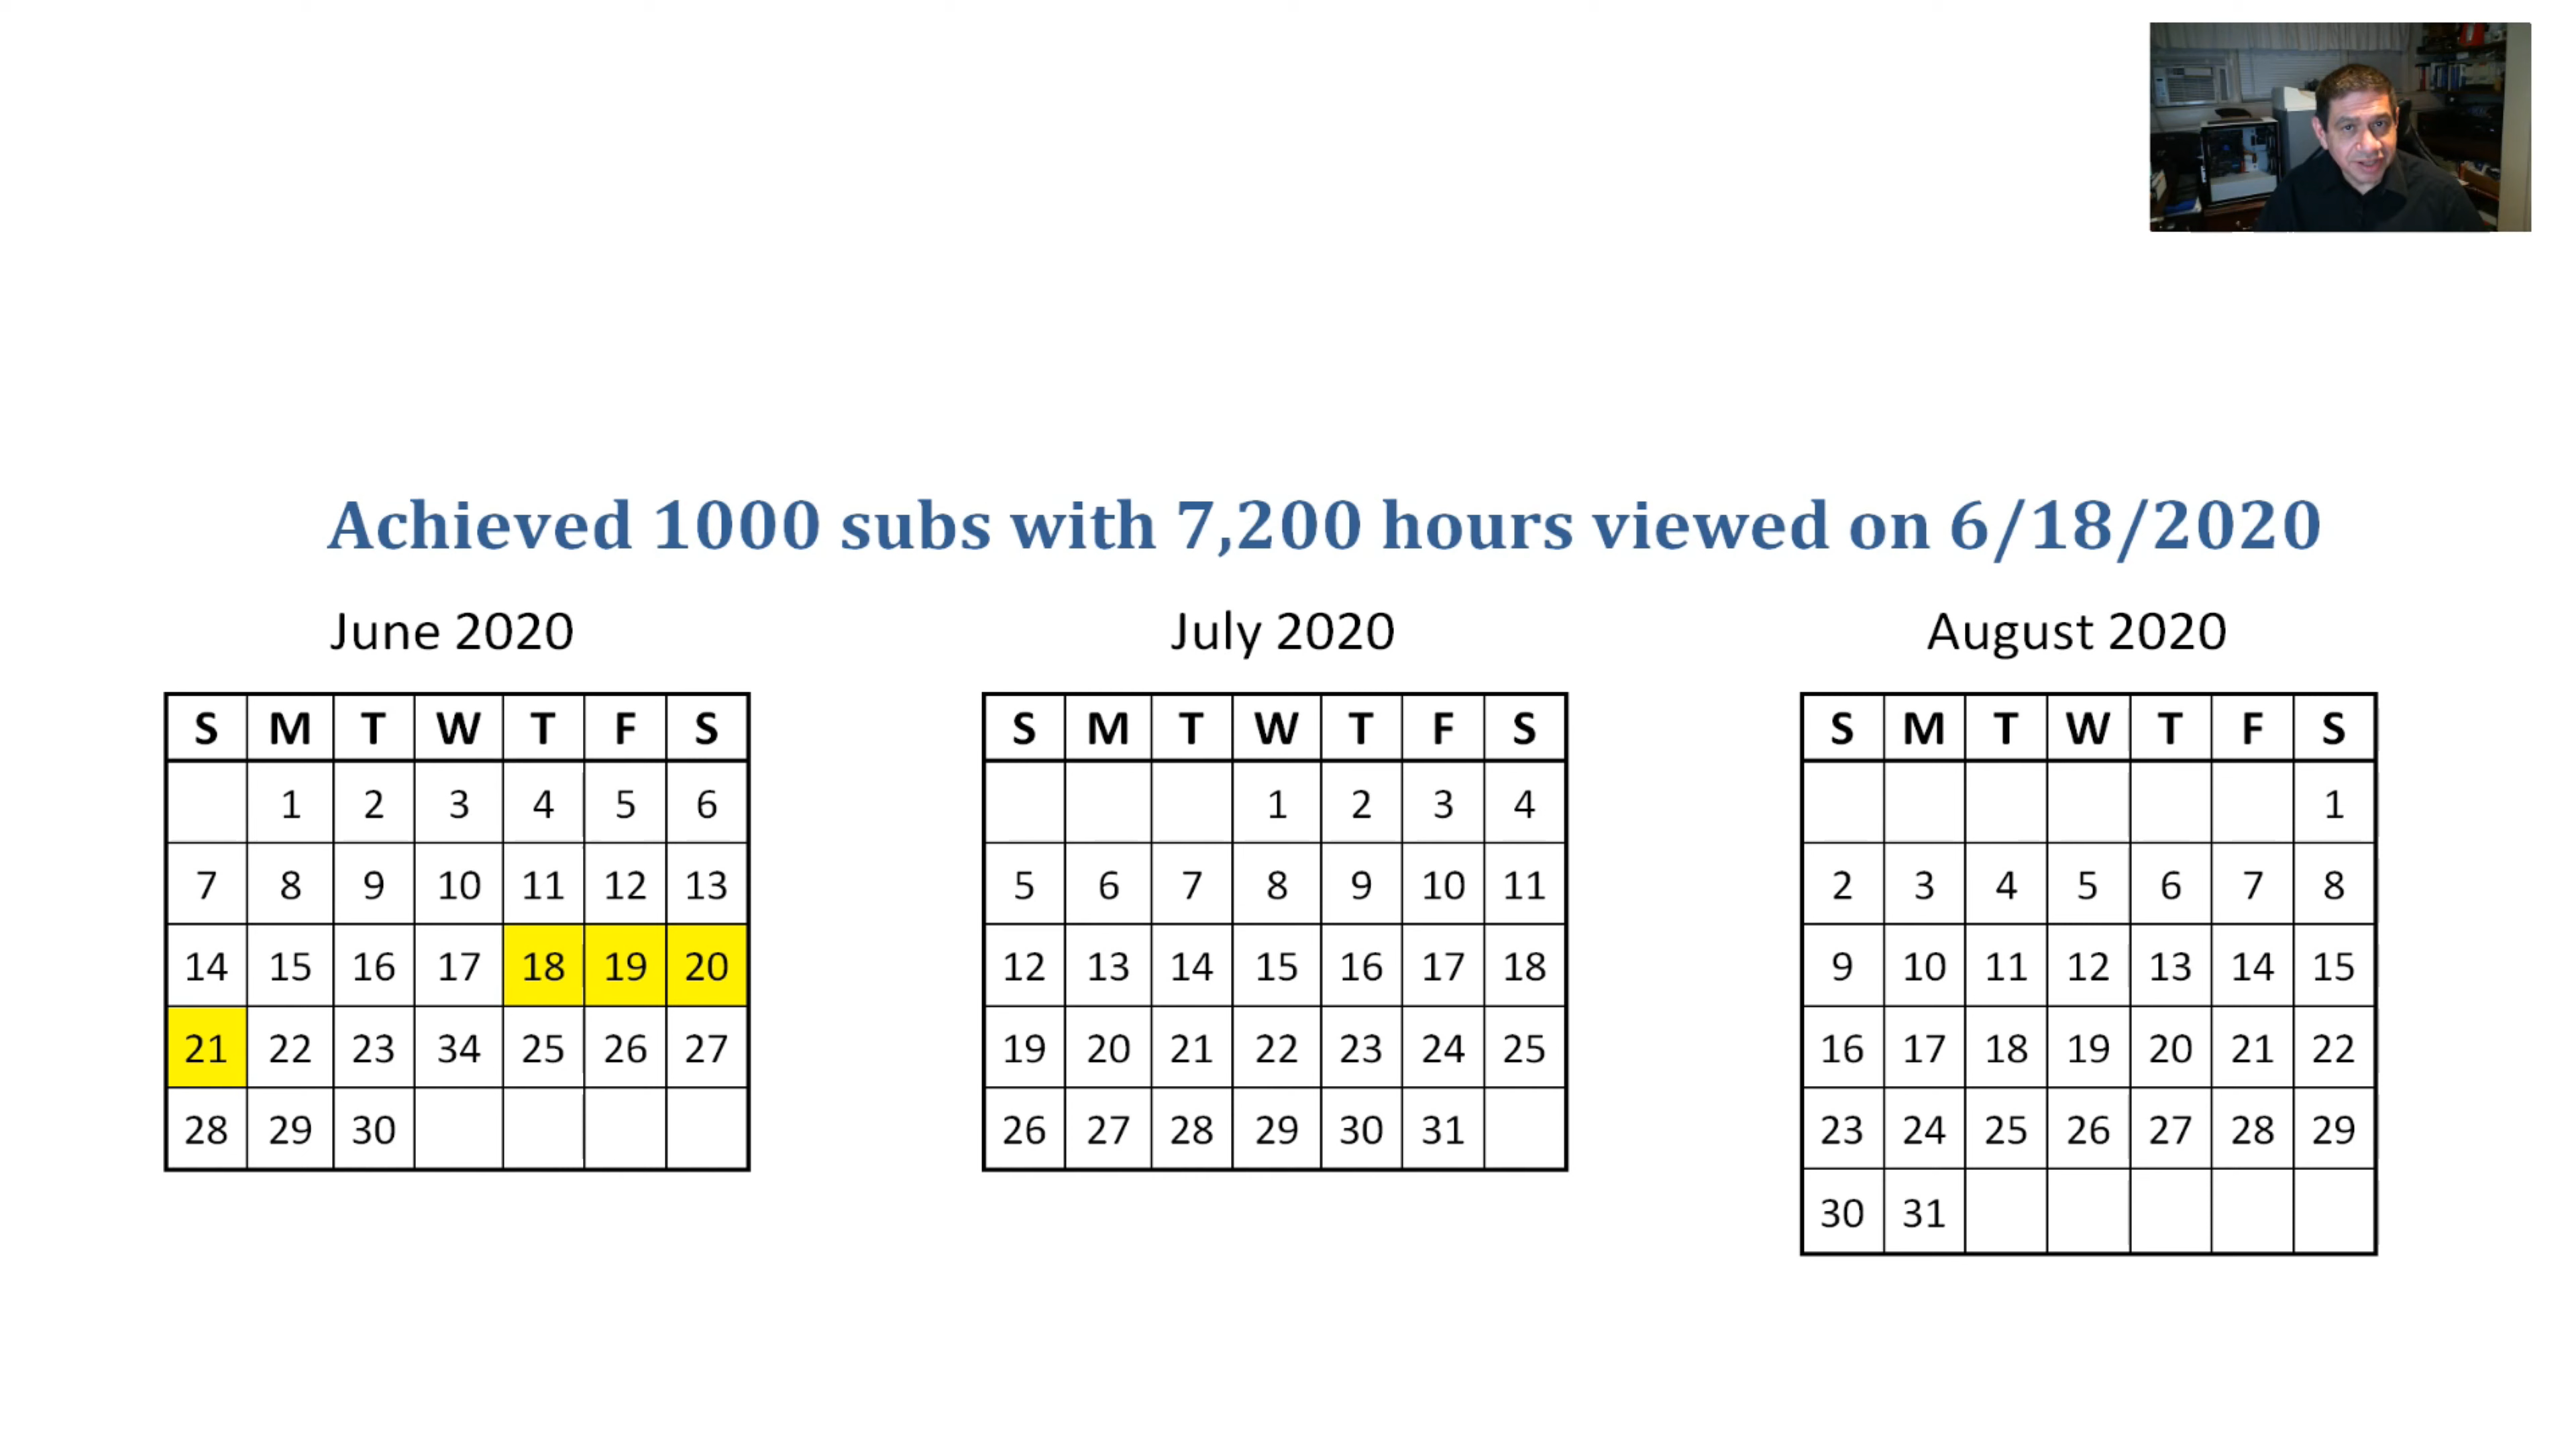 Achieved 1000 subs with 7,200 hours viewed on 6/18/2020
June 2020
S M T W T F S
1 2 3 4 5 6
7 8 9 10 11 12 13
14 15 16 17 18 19 20
21 22 23 34 25 26 27
28 29 30
July 2020
S M T W T F S
1 2 3 4
5 6 7 8 9 10 11
12 13 14 15 16 17 18
19 20 21 22 23 24 25
26 27 28 29 30 31
August 2020
S M T W T F S
1
2 3 4 5 6 7 8
9 10 11 12 13 14 15
16 17 18 19 20 21 22
23 24 25 26 27 28 29
30 31